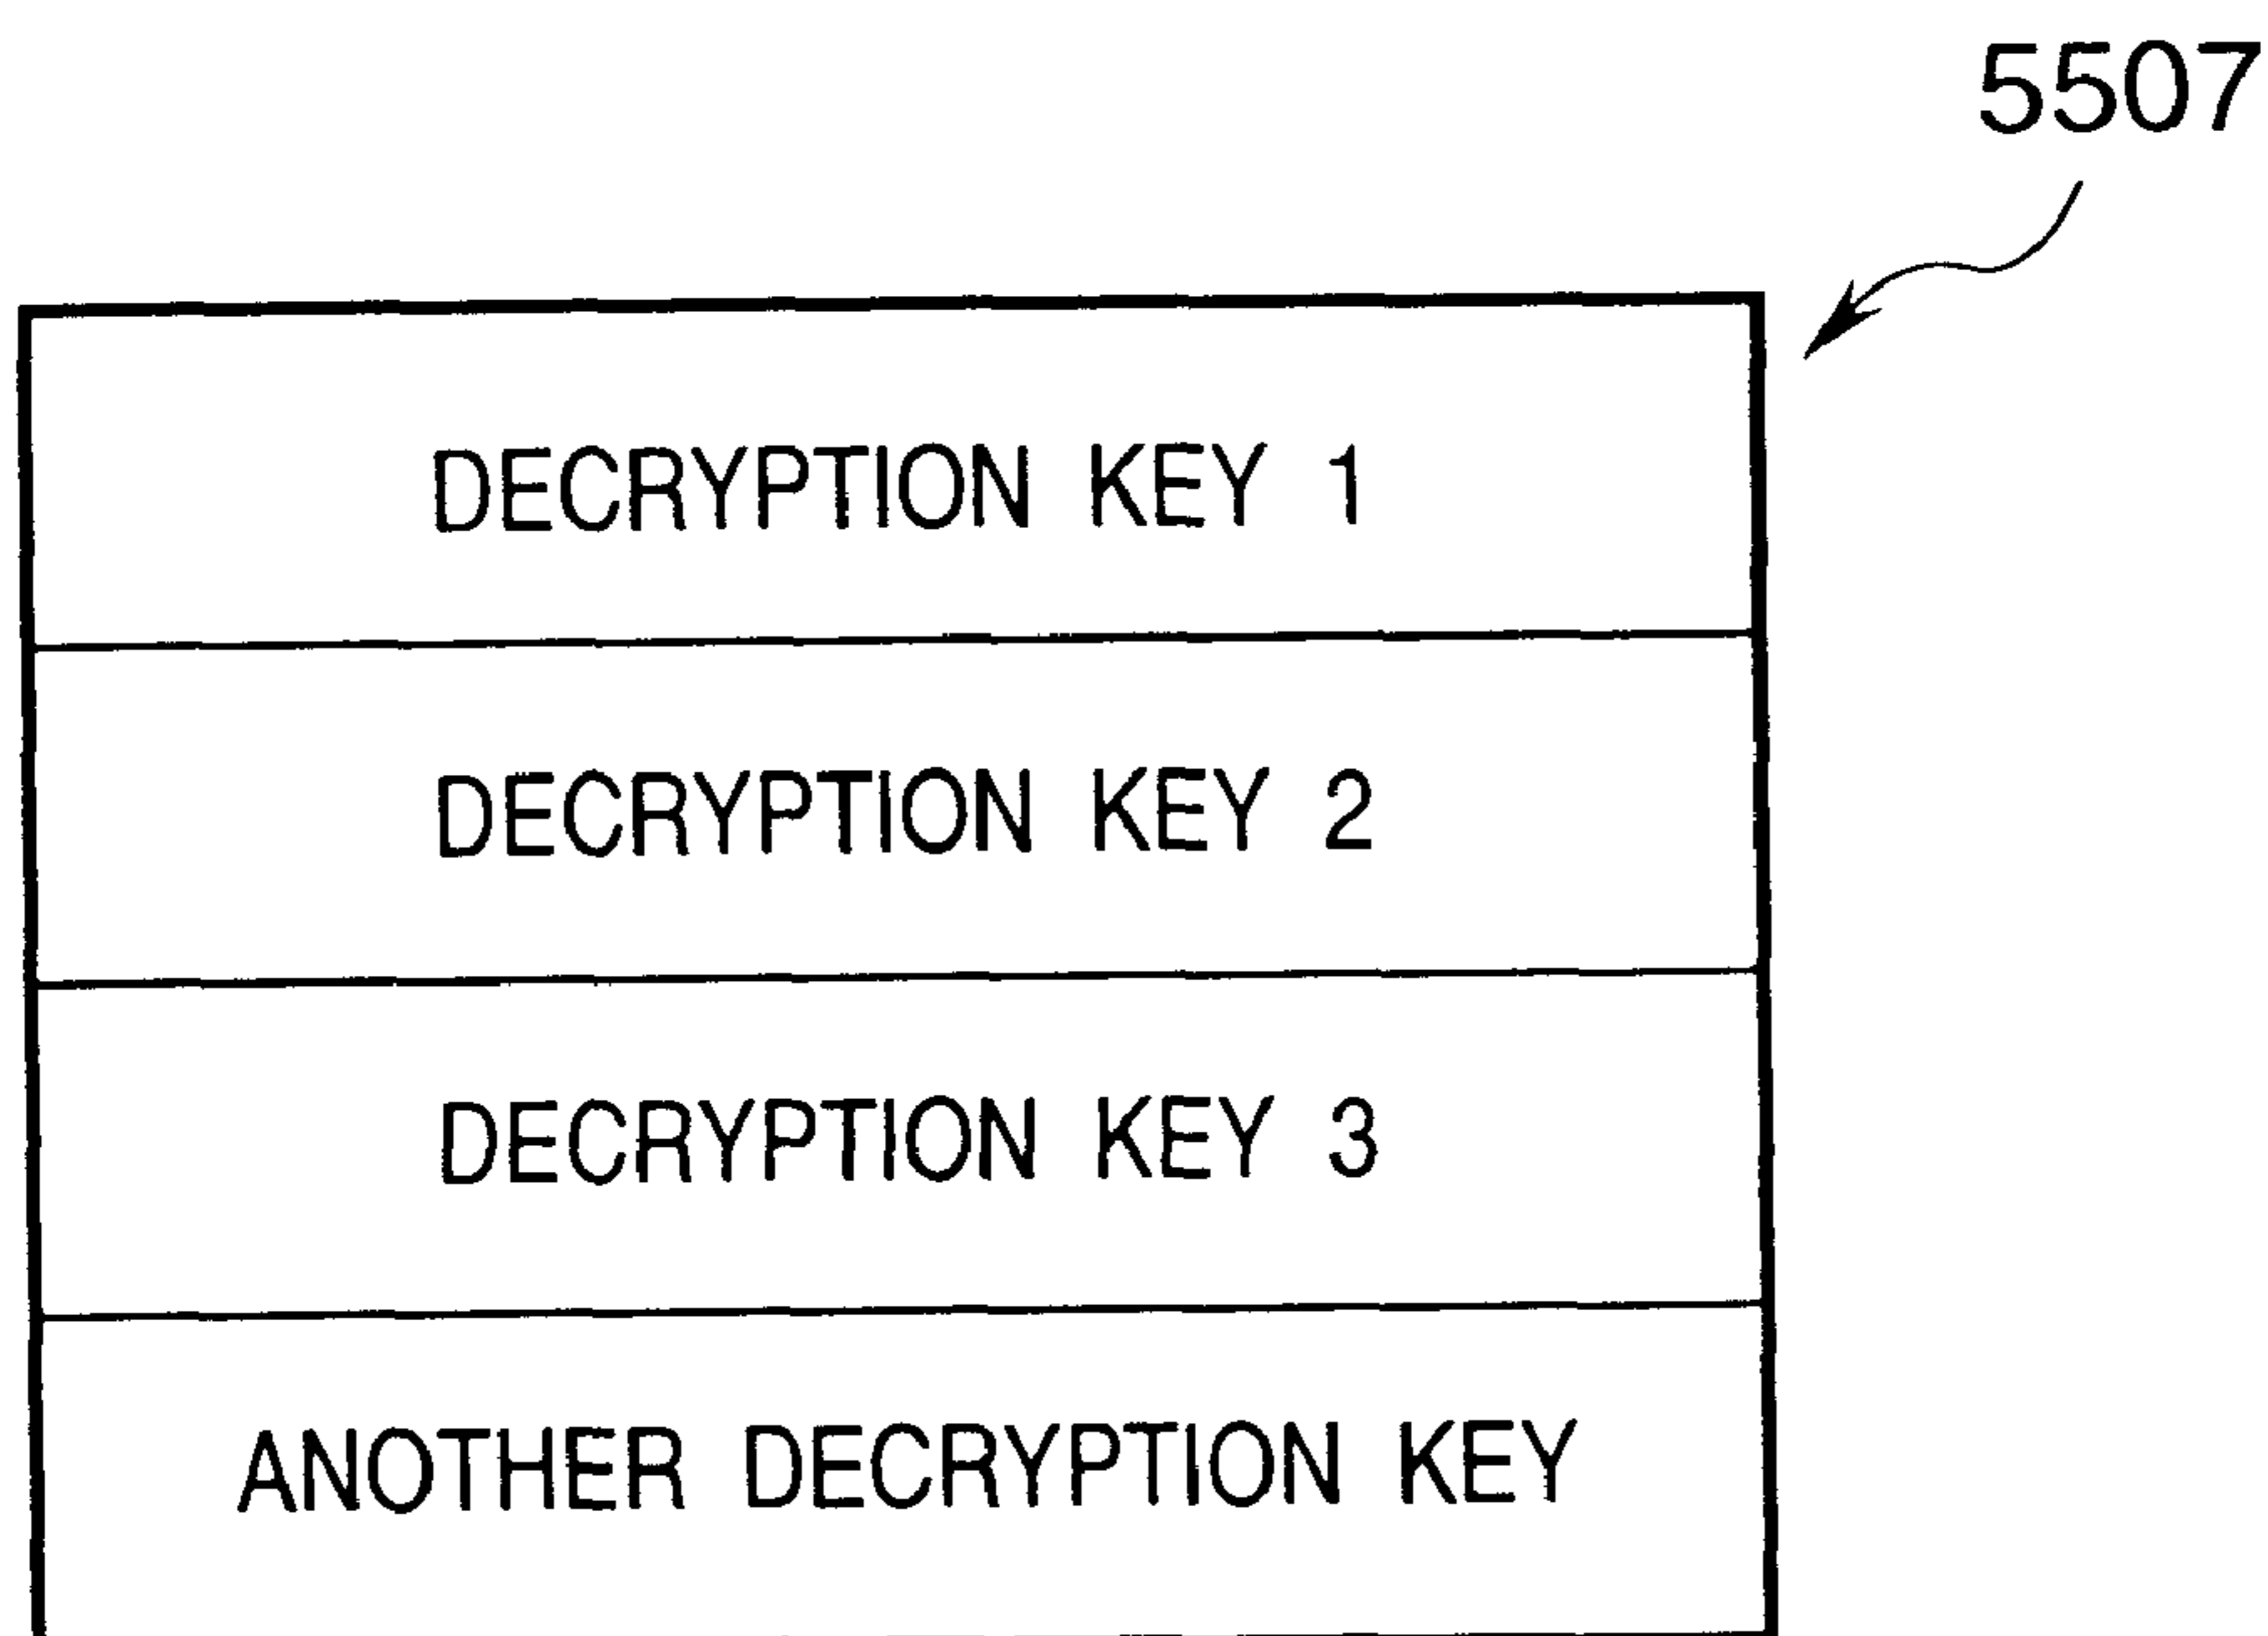 5507
DECRYPTION KEY 1
DECRYPTION KEY 2
DECRYPTION KEY 3
ANOTHER DECRYPTION KEY